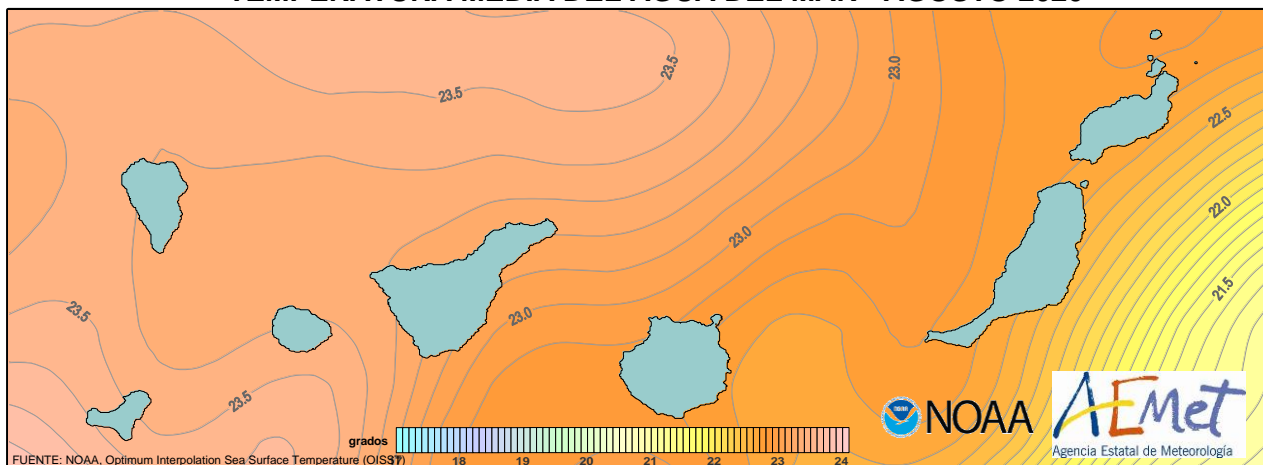 23.5
23.5
23.0
22.5
22.0
23.0
21.5
23.5
23.0
23.5
NOAA
AEMet
Agencia Estatal de Meteorología
grados
17 18 19 20 21 22 23 24
FUENTE: NOAA, Optimum Interpolation Sea Surface Temperature (OISST)